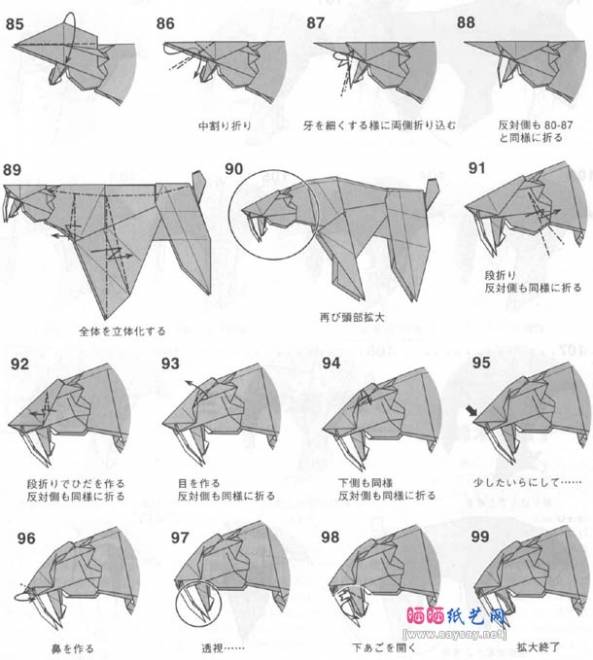 85
86
87
88
中割り折り
牙を細くする様に両側折り込む
反対側も 80-87
と同様に折る
89
90
91
全体を立体化する
再び頭部拡大
段折り
反対側も同様に折る
92
93
94
95
段折りでひだを作る
反対側も同様に折る
目を作る
反対側も同様に折る
下側も同様
反対側も同様に折る
少したいらにして……
96
97
98
99
鼻を作る
透視……
下あごを開く
拡大終了
晒晒纸艺网